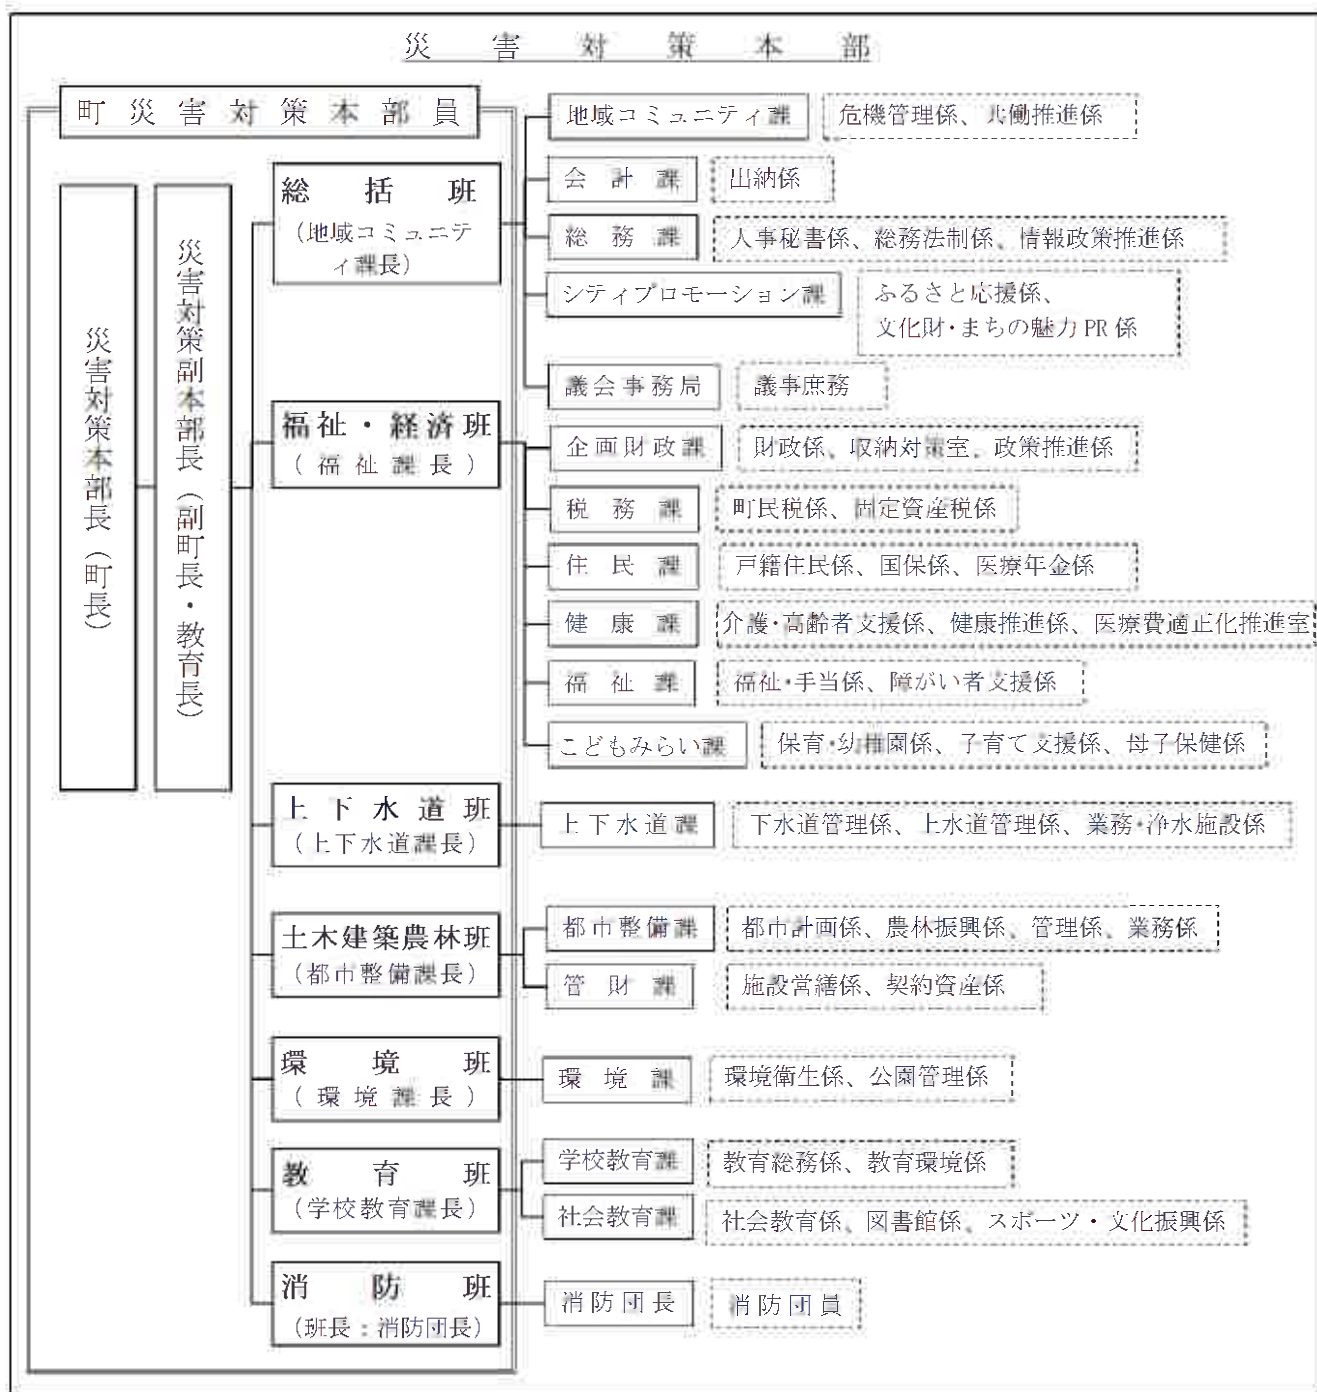 災害対策本部
町災害対策本部員
災害対策本部長（町長）
災害対策副本部長（副町長・教育長）
総括班
（地域コミュニテ
ィ課長）
地域コミュニティ課
危機管理係、共働推進係
会計課
出納係
総務課
人事秘書係、総務法制係、情報政策推進係
シティプロモーション課
ふるさと応援係、
文化財・まちの魅力PR係
議会事務局
議事庶務
福祉・経済班
（福祉課長）
企画財政課
財政係、収納対策室、政策推進係
税務課
町民税係、固定資産税係
住民課
戸籍住民係、国保係、医療年金係
健康課
介護・高齢者支援係、健康推進係、医療費適正化推進室
福祉課
福祉・手当係、障がい者支援係
こどもみらい課
保育・幼稚園係、子育て支援係、母子保健係
上下水道班
（上下水道課長）
上下水道課
下水道管理係、上水道管理係、業務・浄水施設係
土木建築農林班
（都市整備課長）
都市整備課
都市計画係、農林振興係、管理係、業務係
管財課
施設営繕係、契約資産係
環境班
（環境課長）
環境課
環境衛生係、公園管理係
教育班
（学校教育課長）
学校教育課
教育総務係、教育環境係
社会教育課
社会教育係、図書館係、スポーツ・文化振興係
消防班
（班長：消防団長）
消防団長
消防団員